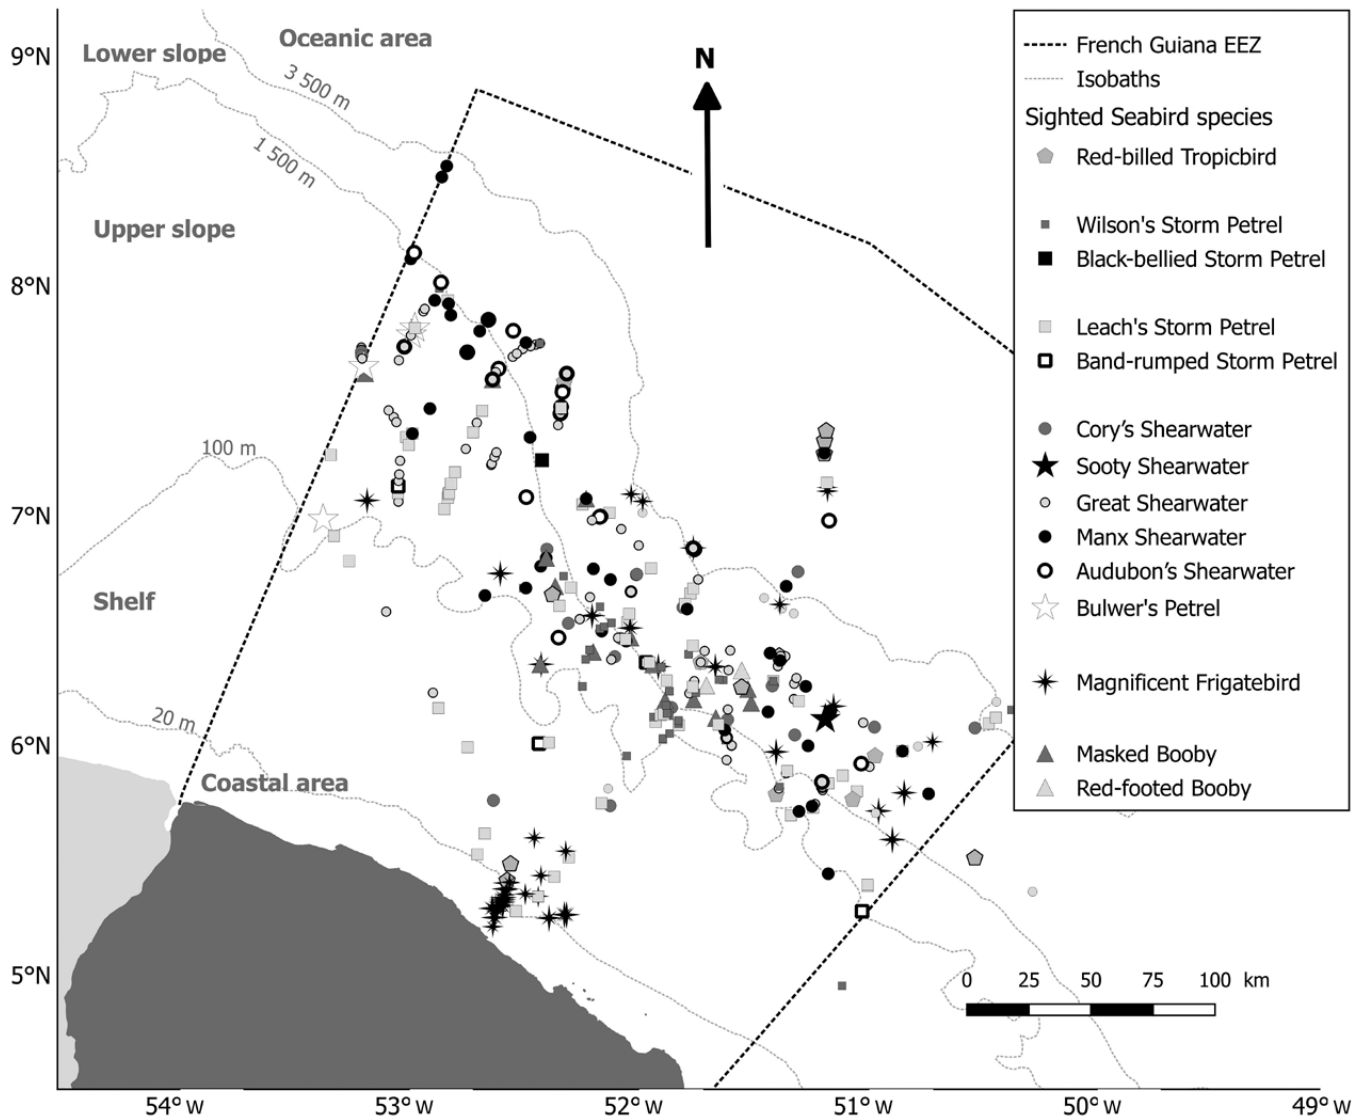 9°N
8°N
7°N
6°N
5°N
54°W
53°W
52°W
51°W
50°W
49°W
Lower slope
Oceanic area
3 500 m
1 500 m
Upper slope
100 m
Shelf
20 m
Coastal area
N
French Guiana EEZ
Isobaths
Sighted Seabird species
Red-billed Tropicbird
Wilson's Storm Petrel
Black-bellied Storm Petrel
Leach's Storm Petrel
Band-rumped Storm Petrel
Cory's Shearwater
Sooty Shearwater
Great Shearwater
Manx Shearwater
Audubon's Shearwater
Bulwer's Petrel
Magnificent Frigatebird
Masked Booby
Red-footed Booby
0 25 50 75 100 km